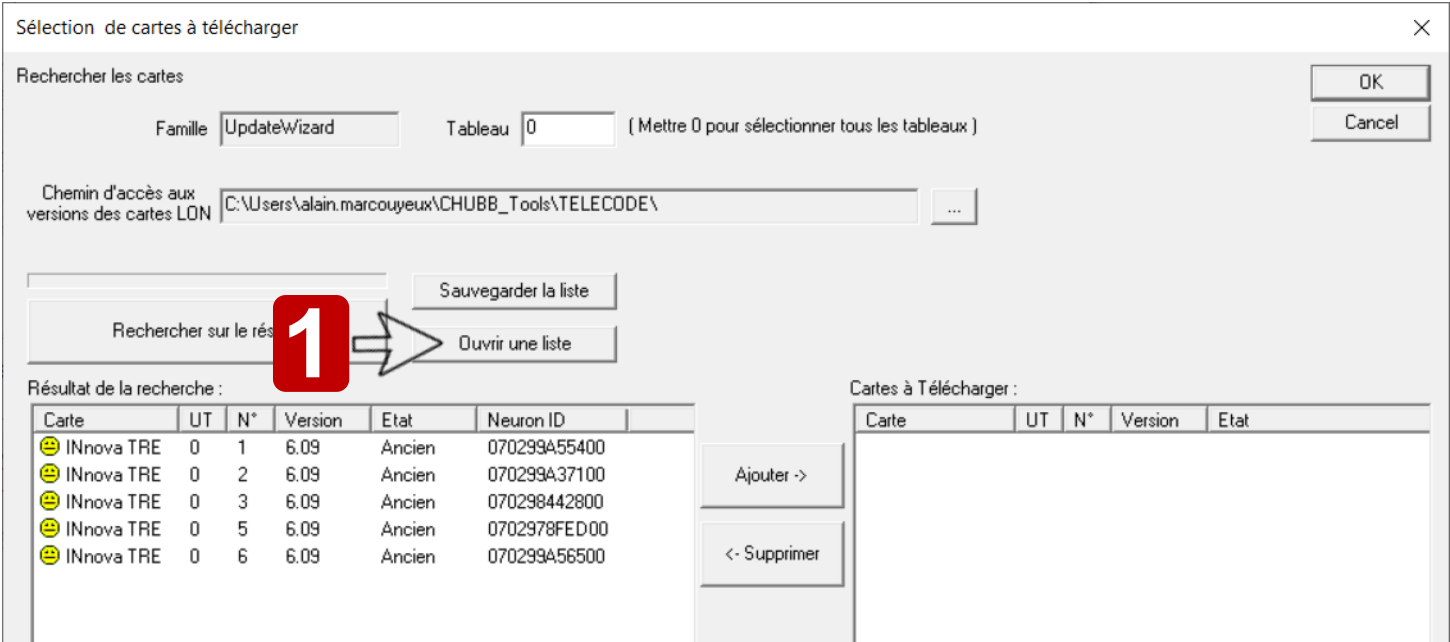 Sélection de cartes à télécharger
Rechercher les cartes
OK
Famille UpdateWizard Tableau 0 ( Mettre 0 pour sélectionner tous les tableaux )
Cancel
Chemin d'accès aux
versions des cartes LON C:\Users\alain.marcouyeux\CHUBB_Tools\TELECODE\ ...
Sauvegarder la liste
Rechercher sur le rés
1
Ouvrir une liste
Résultat de la recherche : Cartes à Télécharger :
Carte UT N° Version Etat Neuron ID Carte UT N° Version Etat
INnova TRE 0 1 6.09 Ancien 070299A55400
INnova TRE 0 2 6.09 Ancien 070299A37100
INnova TRE 0 3 6.09 Ancien 070298442800
INnova TRE 0 5 6.09 Ancien 0702978FED00
INnova TRE 0 6 6.09 Ancien 070299A56500
Ajouter ->
<- Supprimer